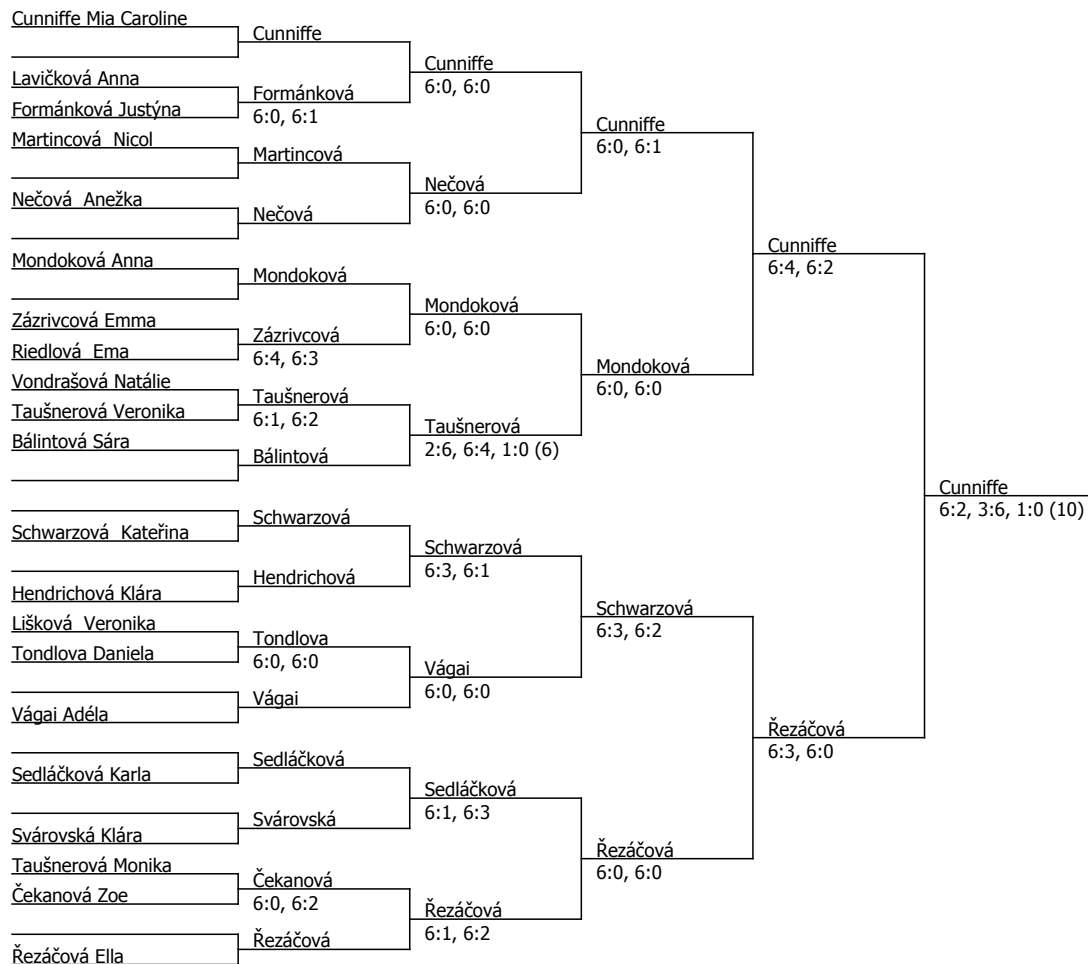 Cunniffe Mia Caroline
Lavičková Anna
Formánková Justýna
Martincová  Nicol
Nečová  Anežka
Mondoková Anna
Zázrivcová Emma
Riedlová  Ema
Vondrašová Natálie
Taušnerová Veronika
Bálintová Sára
Schwarzová  Kateřina
Hendrichová Klára
Lišková  Veronika
Tondlova Daniela
Vágai Adéla
Sedláčková Karla
Svárovská Klára
Taušnerová Monika
Čekanová Zoe
Řezáčová Ella
Cunniffe
Formánková
6:0, 6:1
Martincová
Nečová
Mondoková
Zázrivcová
6:4, 6:3
Taušnerová
6:1, 6:2
Bálintová
Schwarzová
Hendrichová
Tondlova
6:0, 6:0
Vágai
Sedláčková
Svárovská
Čekanová
6:0, 6:2
Řezáčová
Cunniffe
6:0, 6:0
Nečová
6:0, 6:0
Mondoková
6:0, 6:0
Taušnerová
2:6, 6:4, 1:0 (6)
Schwarzová
6:3, 6:1
Vágai
6:0, 6:0
Sedláčková
6:1, 6:3
Řezáčová
6:1, 6:2
Cunniffe
6:0, 6:1
Mondoková
6:0, 6:0
Schwarzová
6:3, 6:2
Řezáčová
6:0, 6:0
Cunniffe
6:4, 6:2
Řezáčová
6:3, 6:0
Cunniffe
6:2, 3:6, 1:0 (10)